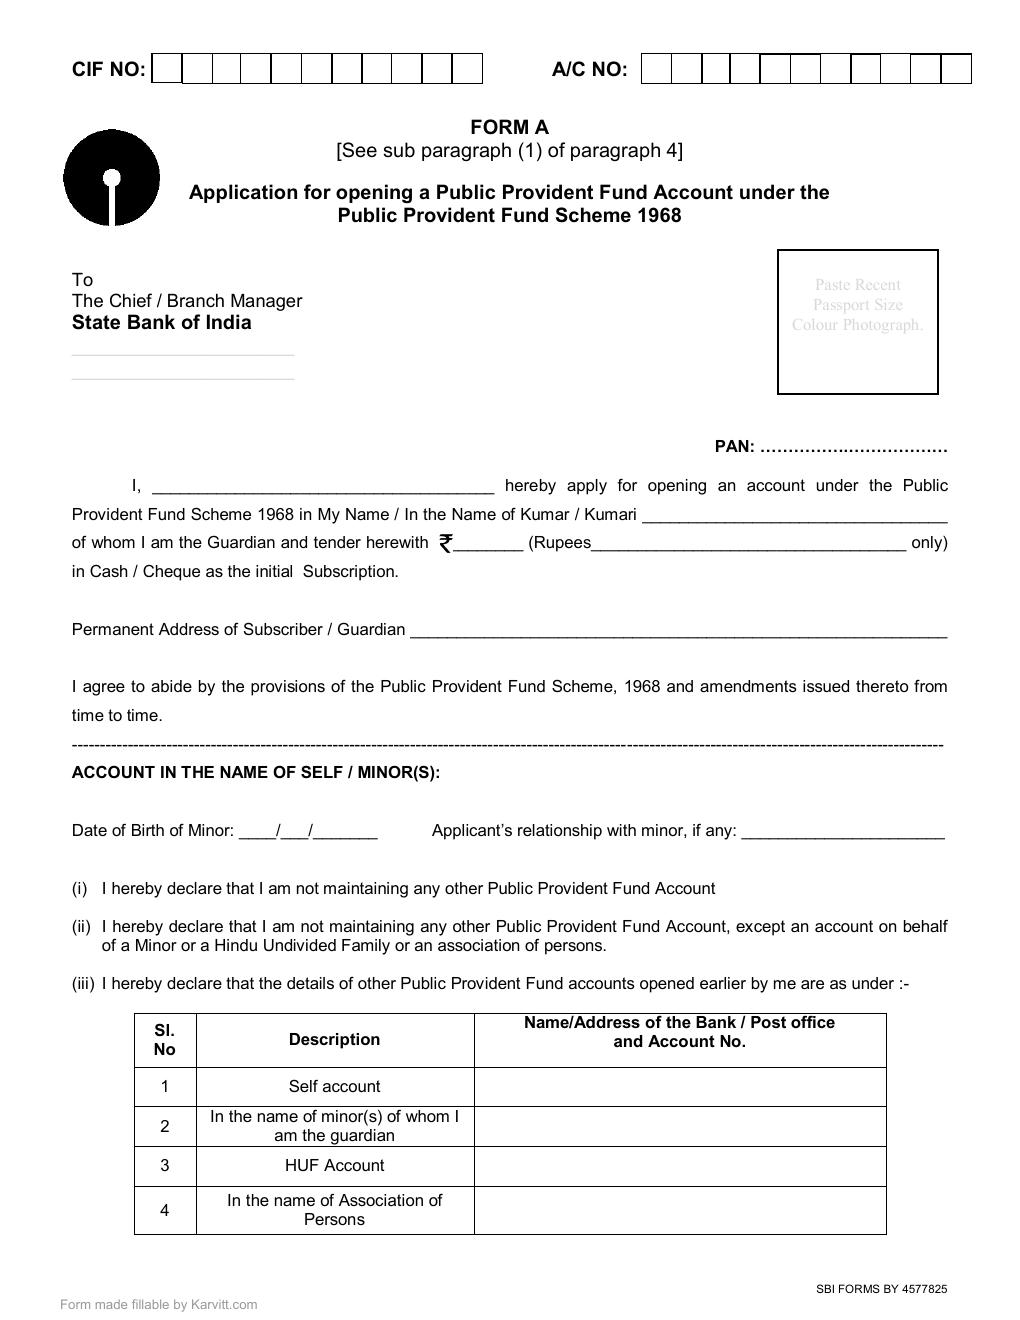 CIF NO: A/C NO:
FORM A
[See sub paragraph (1) of paragraph 4]
Application for opening a Public Provident Fund Account under the
Public Provident Fund Scheme 1968
To
The Chief / Branch Manager
State Bank of India
Paste Recent
Passport Size
Colour Photograph.
PAN: ……………..………………
I, _____________________________________ hereby apply for opening an account under the Public
Provident Fund Scheme 1968 in My Name / In the Name of Kumar / Kumari _________________________________
of whom I am the Guardian and tender herewith ₹________ (Rupees__________________________________ only)
in Cash / Cheque as the initial Subscription.
Permanent Address of Subscriber / Guardian __________________________________________________________
I agree to abide by the provisions of the Public Provident Fund Scheme, 1968 and amendments issued thereto from
time to time.
------------------------------------------------------------------------------------------------------------------------------------------------------------
ACCOUNT IN THE NAME OF SELF / MINOR(S):
Date of Birth of Minor: ____/___/_______ Applicant’s relationship with minor, if any: ______________________
(i) I hereby declare that I am not maintaining any other Public Provident Fund Account
(ii) I hereby declare that I am not maintaining any other Public Provident Fund Account, except an account on behalf
of a Minor or a Hindu Undivided Family or an association of persons.
(iii) I hereby declare that the details of other Public Provident Fund accounts opened earlier by me are as under :-
Sl. No Description Name/Address of the Bank / Post office and Account No.
1 Self account
2 In the name of minor(s) of whom I am the guardian
3 HUF Account
4 In the name of Association of Persons
SBI FORMS BY 4577825
Form made fillable by Karvitt.com